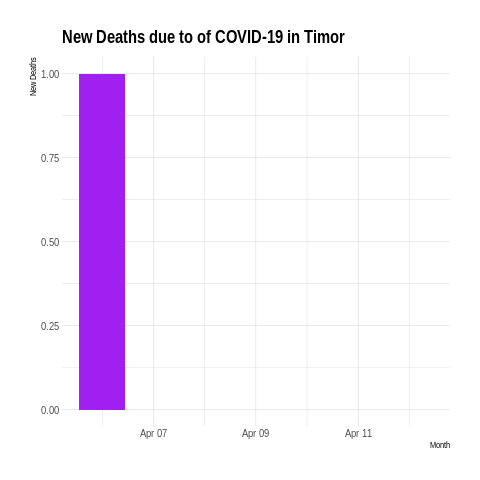 New Deaths due to of COVID-19 in Timor
New Deaths
1.00
0.75
0.50
0.25
0.00
Apr 07
Apr 09
Apr 11
Month